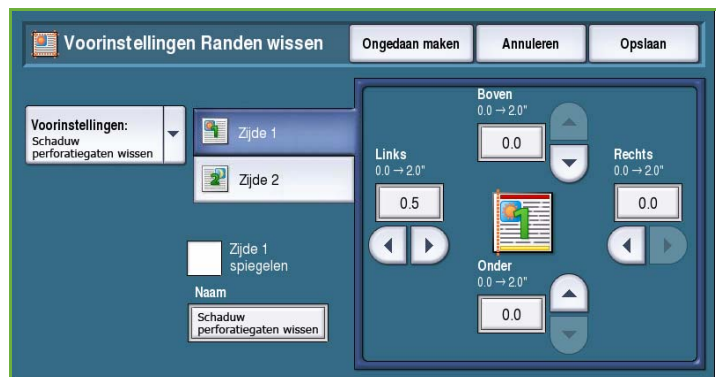 Voorinstellingen Randen wissen
Ongedaan maken
Annuleren
Opslaan
Voorinstellingen:
Schaduw
perforatiegaten wissen
Zijde 1
Zijde 2
Zijde 1
spiegelen
Naam
Schaduw
perforatiegaten wissen
Boven
0.0 → 2.0"
0.0
Links
0.0 → 2.0"
0.5
Rechts
0.0 → 2.0"
0.0
Onder
0.0 → 2.0"
0.0